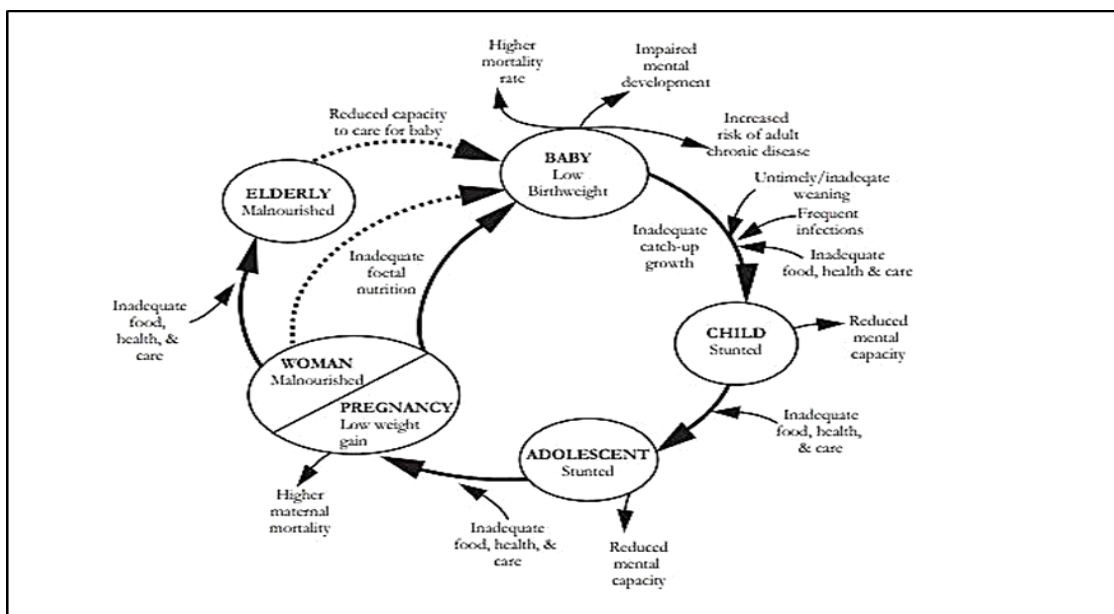 Higher
mortality
rate
Impaired
mental
development
Reduced capacity
to care for baby
Increased
risk of adult
chronic disease
BABY
Low
Birthweight
ELDERLY
Malnourished
Untimely/inadeqate
weaning
Frequent
infections
Inadequate
catch-up
growth
Inadequate
food, health & care
Inadequate
foetal
nutrition
Inadequate
food,
health, &
care
CHILD
Stunted
Reduced
mental
capacity
WOMAN
Malnourished
PREGNANCY
Low weight
gain
Inadequate
food, health,
& care
ADOLESCENT
Stunted
Higher
maternal
mortality
Inadequate
food, health, &
care
Reduced
mental
capacity